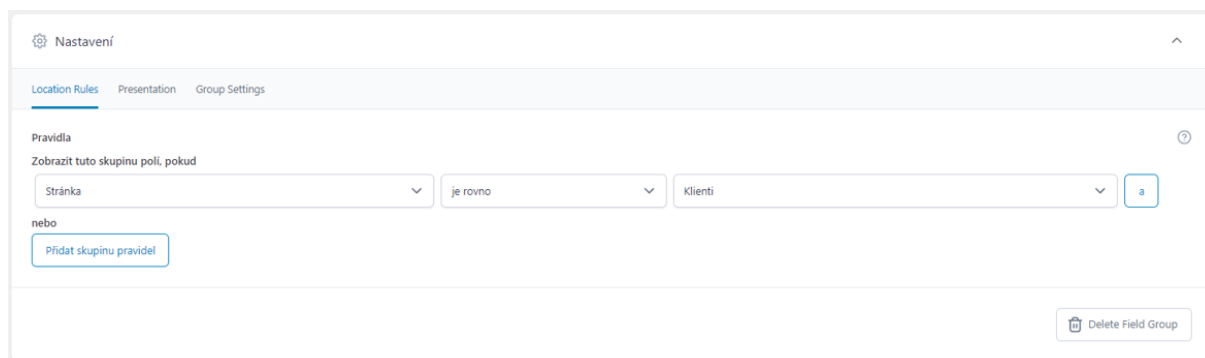 Nastavení
Location Rules Presentation Group Settings
Pravidla
Zobrazit tuto skupinu polí, pokud
Stránka je rovno Klienti a
nebo
Přidat skupinu pravidel
Delete Field Group